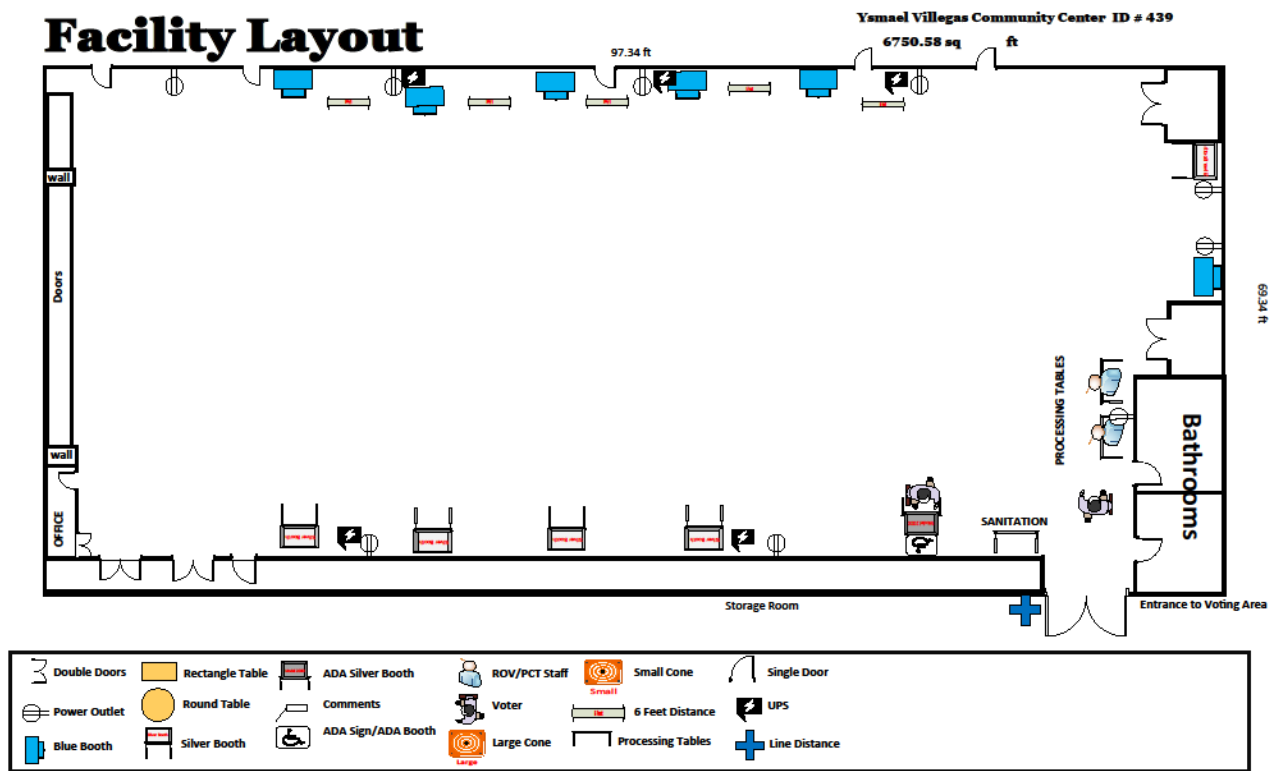 Facility Layout
Ysmael Villegas Community Center ID # 439
6750.58 sq ft
97.34 ft
wall
Doors
wall
OFFICE
69.34 ft
PROCESSING TABLES
Bathrooms
SANITATION
Storage Room
Entrance to Voting Area
Double Doors
Rectangle Table
ADA Silver Booth
ROV/PCT Staff
Small Cone
Small
Single Door
Power Outlet
Round Table
Comments
Voter
6 Feet Distance
UPS
Blue Booth
Silver Booth
ADA Sign/ADA Booth
Large Cone
Large
Processing Tables
Line Distance